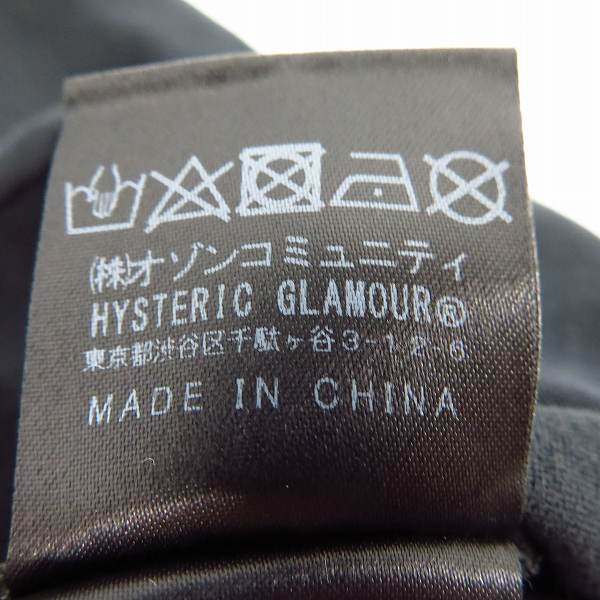 (株)オゾンコミュニティ
HYSTERIC GLAMOUR®
東京都渋谷区千駄ヶ谷3-12-6
MADE IN CHINA